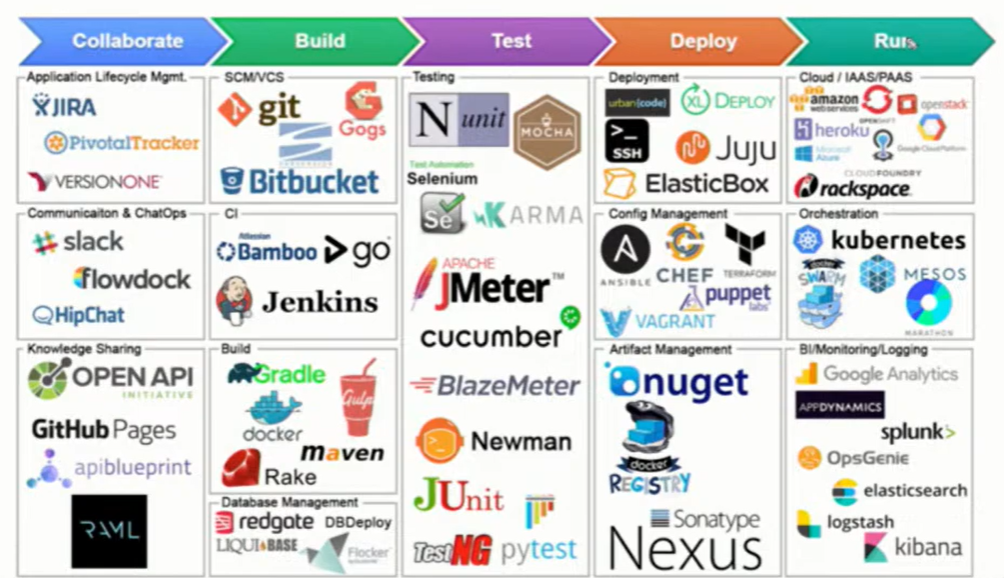 Collaborate
Build
Test
Deploy
Run
Application Lifecycle Mgmt.
JIRA
PivotalTracker
VERSIONONE
Communicaiton & ChatOps
slack
flowdock
HipChat
Knowledge Sharing
OPEN API
INITIATIVE
GitHub Pages
apiblueprint
RAML
SCM/VCS
git
Gogs
SUBVERSION
Bitbucket
CI
Atlassian
Bamboo
go
Jenkins
Build
Gradle
Gulp
docker
maven
Rake
Database Management
redgate
DBDeploy
LIQUIBASE
Flocker
Testing
Nunit
MOCHA
Test Automation
Selenium
Se
KARMA
APACHE
JMeter™
cucumber
BlazeMeter
Newman
JUnit
TestNG
pytest
Deployment
urban{code}
XL DEPLOY
>_
SSH
JUJU
ElasticBox
Config Management
ANSIBLE
CHEF
TERRAFORM
puppet
labs
VAGRANT
Artifact Management
nuget
docker
REGISTRY
Sonatype
Nexus
Cloud / IAAS/PAAS
amazon
webservices
OPENSHIFT
openstack
heroku
Microsoft
Azure
Google Cloud Platform
CLOUD FOUNDRY
rackspace
Orchestration
kubernetes
docker
SWARM
MESOS
MARATHON
BI/Monitoring/Logging
Google Analytics
APPDYNAMICS
splunk>
OpsGenie
elasticsearch
logstash
kibana